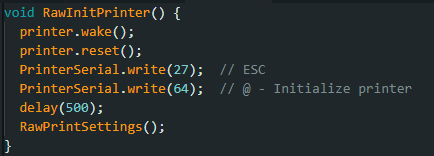 void RawInitPrinter() {
  printer.wake();
  printer.reset();
  PrinterSerial.write(27);  // ESC
  PrinterSerial.write(64);  // @ - Initialize printer
  delay(500);
  RawPrintSettings();
}